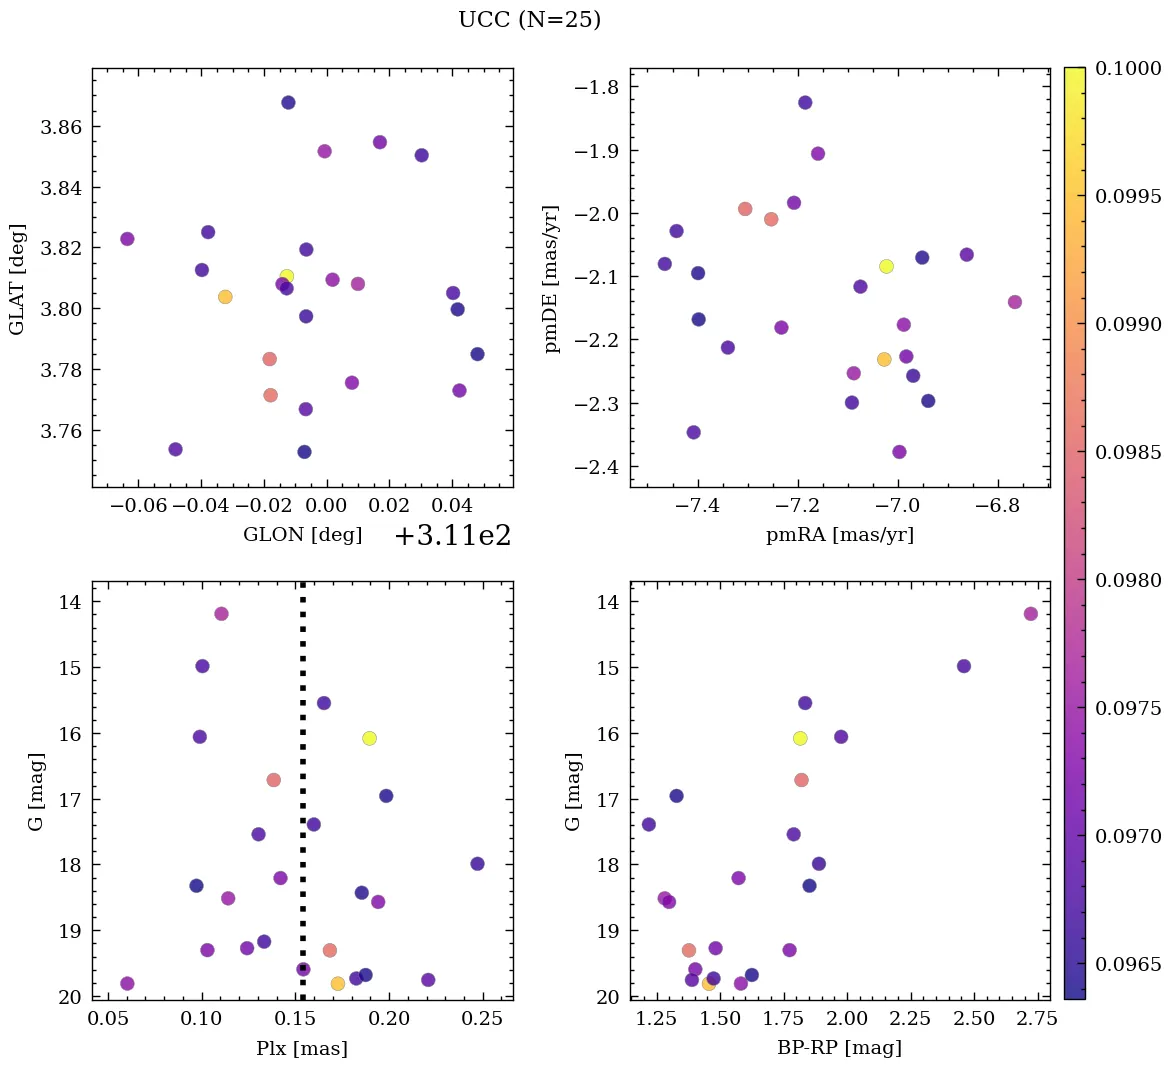 UCC (N=25)
3.86
3.84
3.82
3.80
3.78
3.76
GLAT [deg]
−0.06 −0.04 −0.02 0.00 0.02 0.04
GLON [deg]
+3.11e2
−1.8
−1.9
−2.0
−2.1
−2.2
−2.3
−2.4
pmDE [mas/yr]
−7.4 −7.2 −7.0 −6.8
pmRA [mas/yr]
14
15
16
17
18
19
20
G [mag]
0.05 0.10 0.15 0.20 0.25
Plx [mas]
14
15
16
17
18
19
20
G [mag]
1.25 1.50 1.75 2.00 2.25 2.50 2.75
BP-RP [mag]
0.1000
0.0995
0.0990
0.0985
0.0980
0.0975
0.0970
0.0965